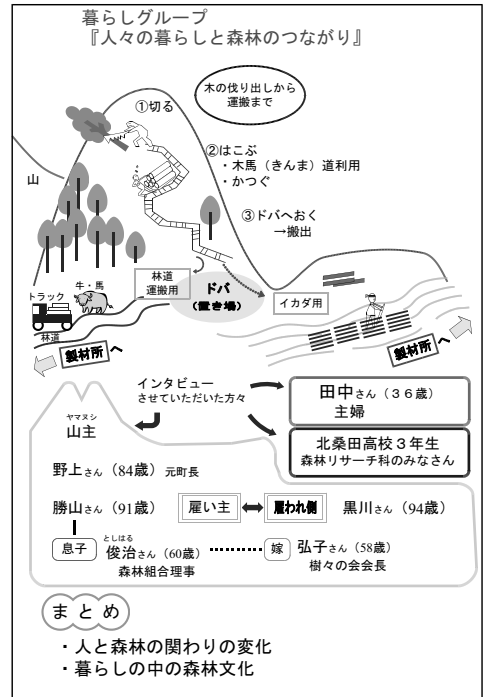 暮らしグループ
『人々の暮らしと森林のつながり』
木の伐り出しから
運搬まで
①切る
②はこぶ
・木馬（きんま）道利用
・かつぐ
③ドバへおく
→搬出
山
牛・馬
トラック
林道
林道
運搬用
ドバ
（置き場）
イカダ用
製材所へ
製材所へ
インタビュー
させていただいた方々
田中さん（３６歳）
主婦
北桑田高校３年生
森林リサーチ科のみなさん
ヤマヌシ
山主
野上さん（84歳）元町長
勝山さん（91歳） 雇い主 雇われ側 黒川さん（94歳）
としはる
息子 俊治さん（60歳） 嫁 弘子さん（58歳）
森林組合理事 樹々の会会長
まとめ
・人と森林の関わりの変化
・暮らしの中の森林文化